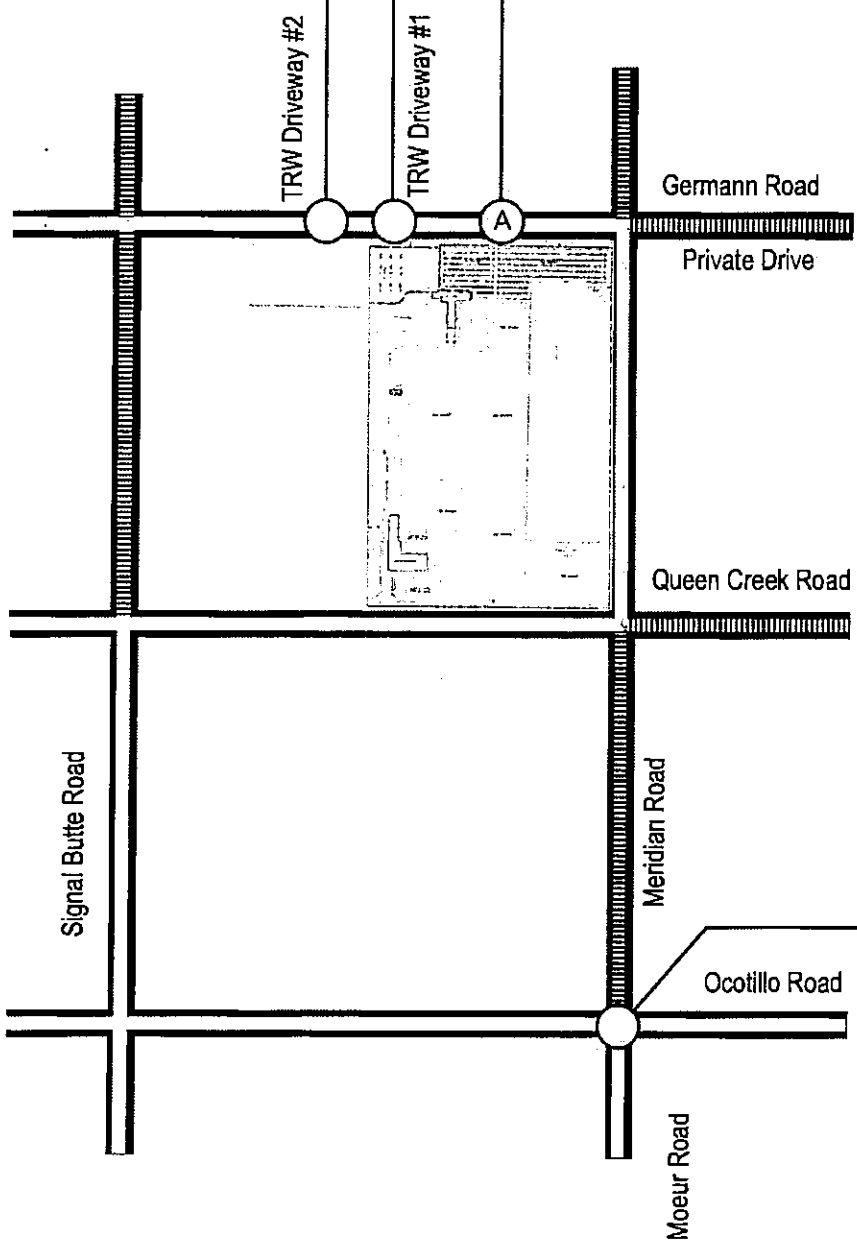 TRW Driveway #2
TRW Driveway #1
Germann Road
A
Private Drive
Queen Creek Road
Signal Butte Road
Meridian Road
Ocotillo Road
Moeur Road